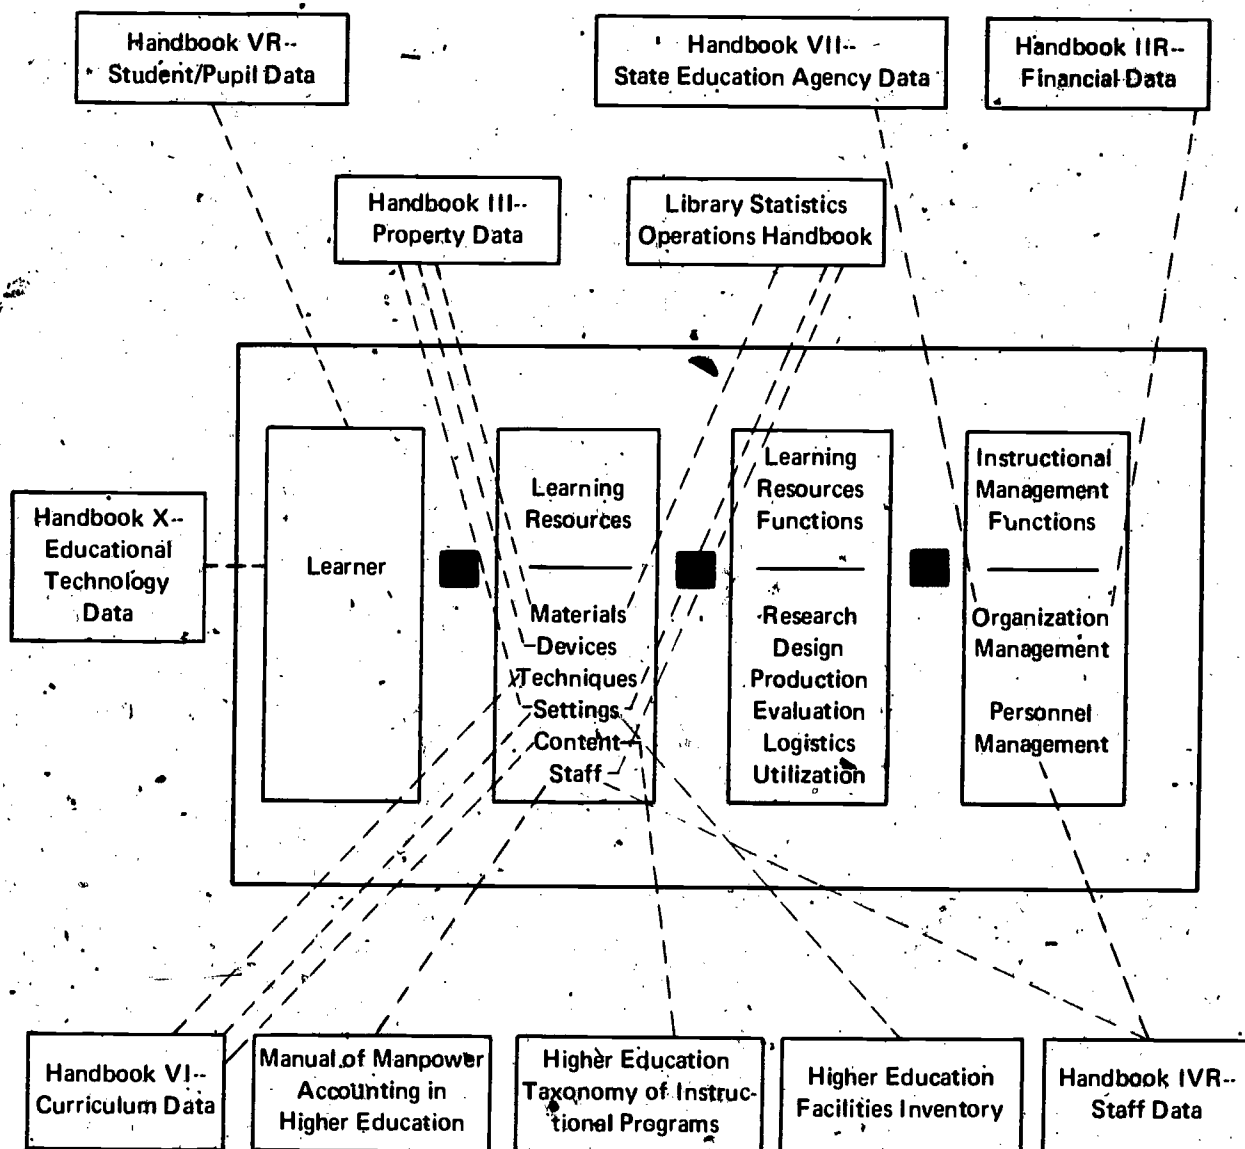 Handbook VR--
Student/Pupil Data
Handbook VII--
State Education Agency Data
Handbook IIR--
Financial Data
Handbook III--
Property Data
Library Statistics
Operations Handbook
Handbook X--
Educational
Technology
Data
Learner
Learning
Resources
Materials
Devices
Techniques
Settings
Content
Staff
Learning
Resources
Functions
Research
Design
Production
Evaluation
Logistics
Utilization
Instructional
Management
Functions
Organization
Management
Personnel
Management
Handbook VI--
Curriculum Data
Manual of Manpower
Accounting in
Higher Education
Higher Education
Taxonomy of Instruc-
tional Programs
Higher Education
Facilities Inventory
Handbook IVR--
Staff Data